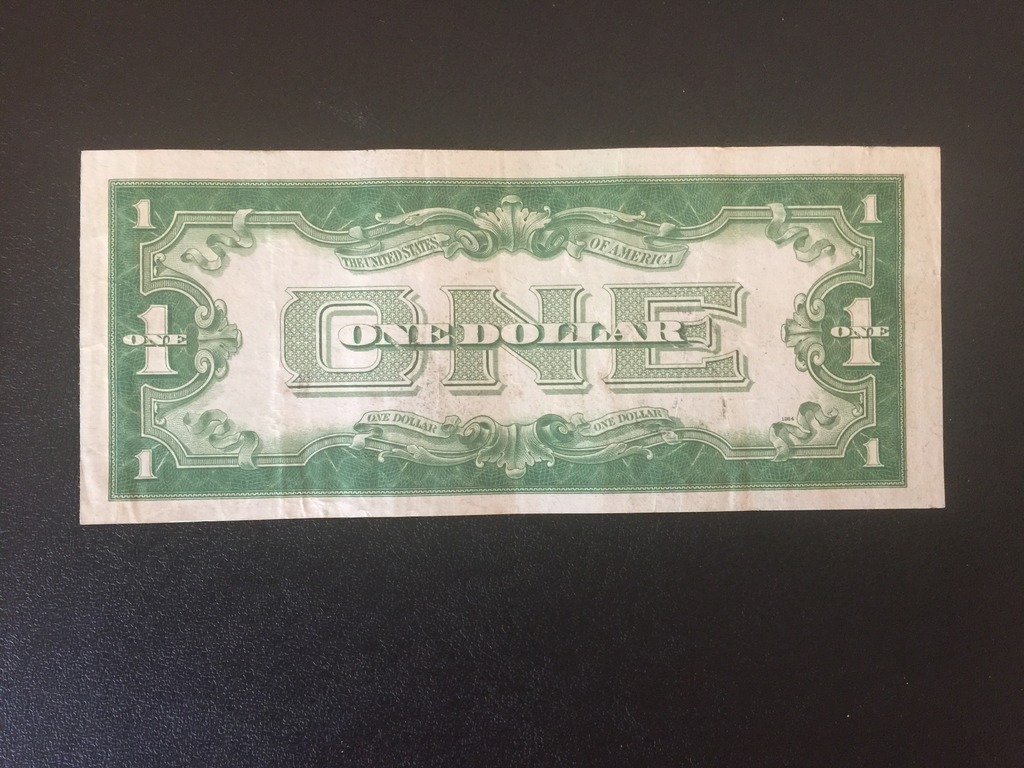 1 1
THE UNITED STATES OF AMERICA
ONE
ONE DOLLAR
1 ONE
1 ONE
ONE DOLLAR ONE DOLLAR
1 1